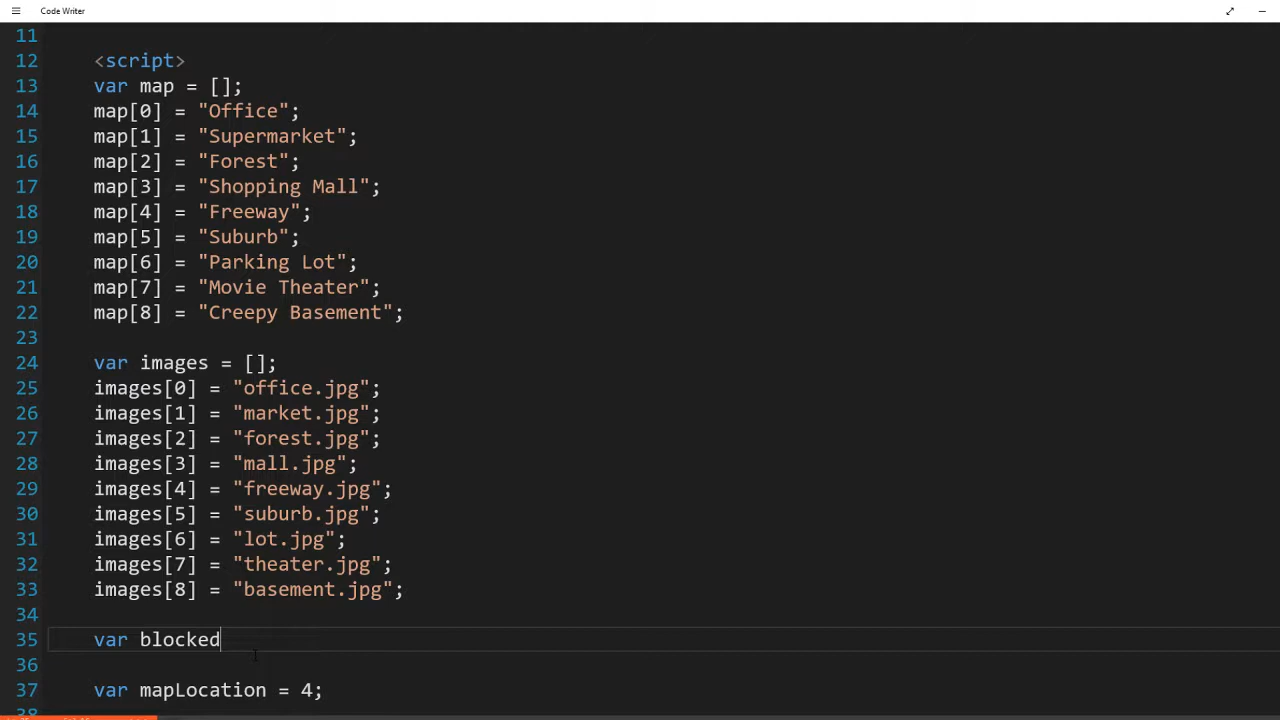 Code Writer
11
12 <script>
13 var map = [];
14 map[0] = "Office";
15 map[1] = "Supermarket";
16 map[2] = "Forest";
17 map[3] = "Shopping Mall";
18 map[4] = "Freeway";
19 map[5] = "Suburb";
20 map[6] = "Parking Lot";
21 map[7] = "Movie Theater";
22 map[8] = "Creepy Basement";
23
24 var images = [];
25 images[0] = "office.jpg";
26 images[1] = "market.jpg";
27 images[2] = "forest.jpg";
28 images[3] = "mall.jpg";
29 images[4] = "freeway.jpg";
30 images[5] = "suburb.jpg";
31 images[6] = "lot.jpg";
32 images[7] = "theater.jpg";
33 images[8] = "basement.jpg";
34
35 var blocked
36
37 var mapLocation = 4;
38